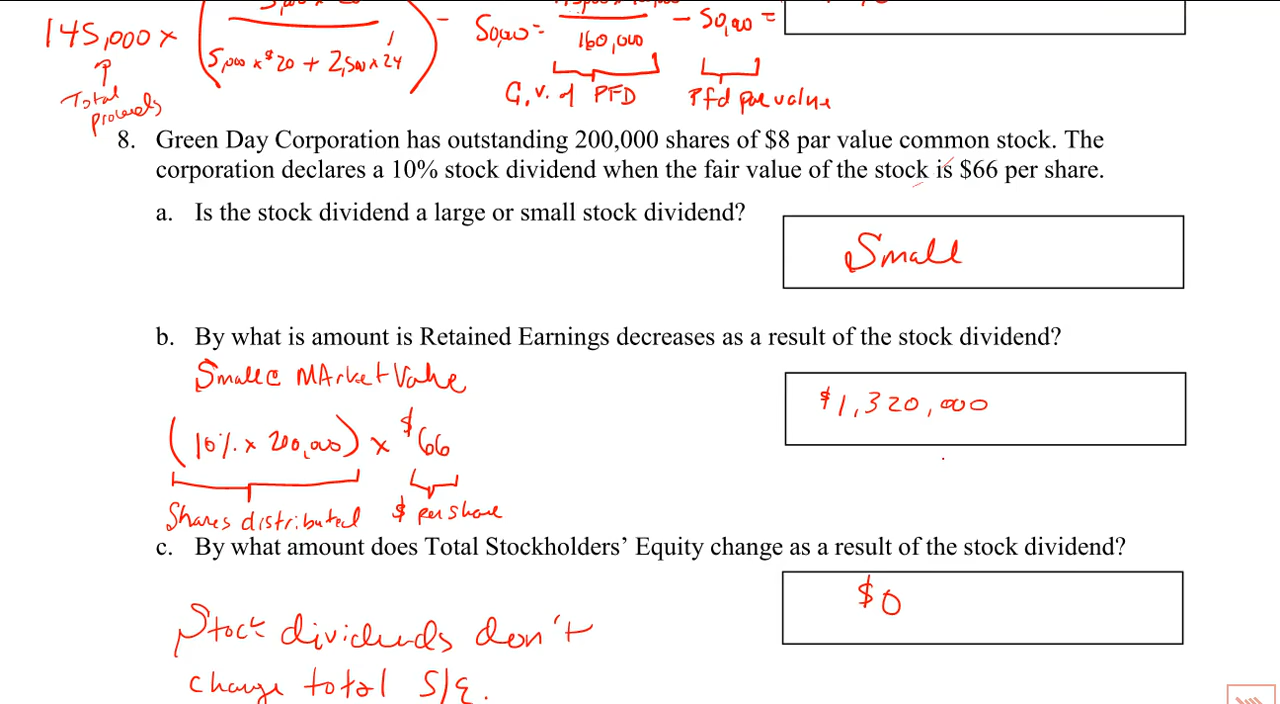 145,000 ×
5,000 × $20 + 2,500 × 24
- 50,000 =
160,000
- 50,000 =
Total
proceeds
PFD
Pfd par value
8. Green Day Corporation has outstanding 200,000 shares of $8 par value common stock. The
corporation declares a 10% stock dividend when the fair value of the stock is $66 per share.
a. Is the stock dividend a large or small stock dividend?
Small
b. By what is amount is Retained Earnings decreases as a result of the stock dividend?
Small @ MArket Value
$1,320,000
(10% × 200,000) × $66
Shares distributed $ per share
c. By what amount does Total Stockholders’ Equity change as a result of the stock dividend?
$0
Stock dividends don't
change total S/E.